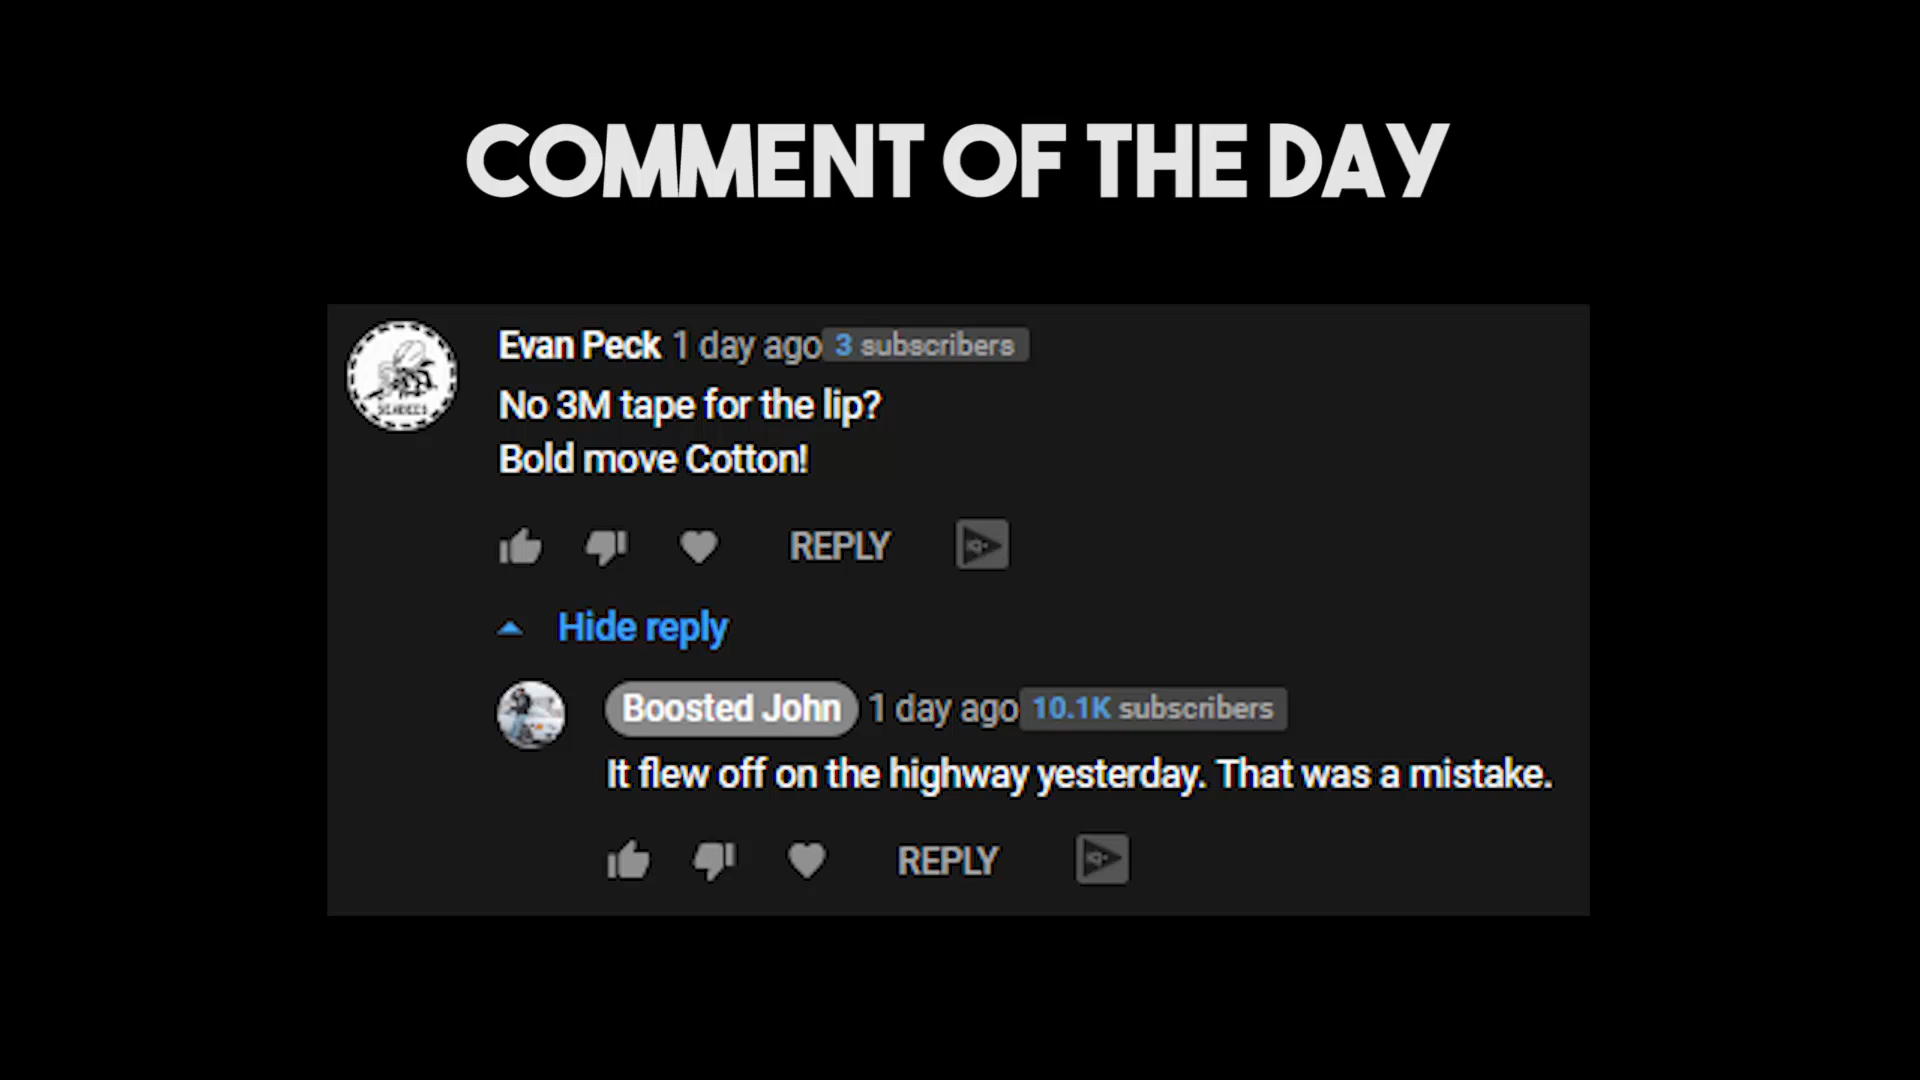 COMMENT OF THE DAY
Evan Peck 1 day ago 3 subscribers
No 3M tape for the lip?
Bold move Cotton!
REPLY
Hide reply
Boosted John 1 day ago 10.1K subscribers
It flew off on the highway yesterday. That was a mistake.
REPLY